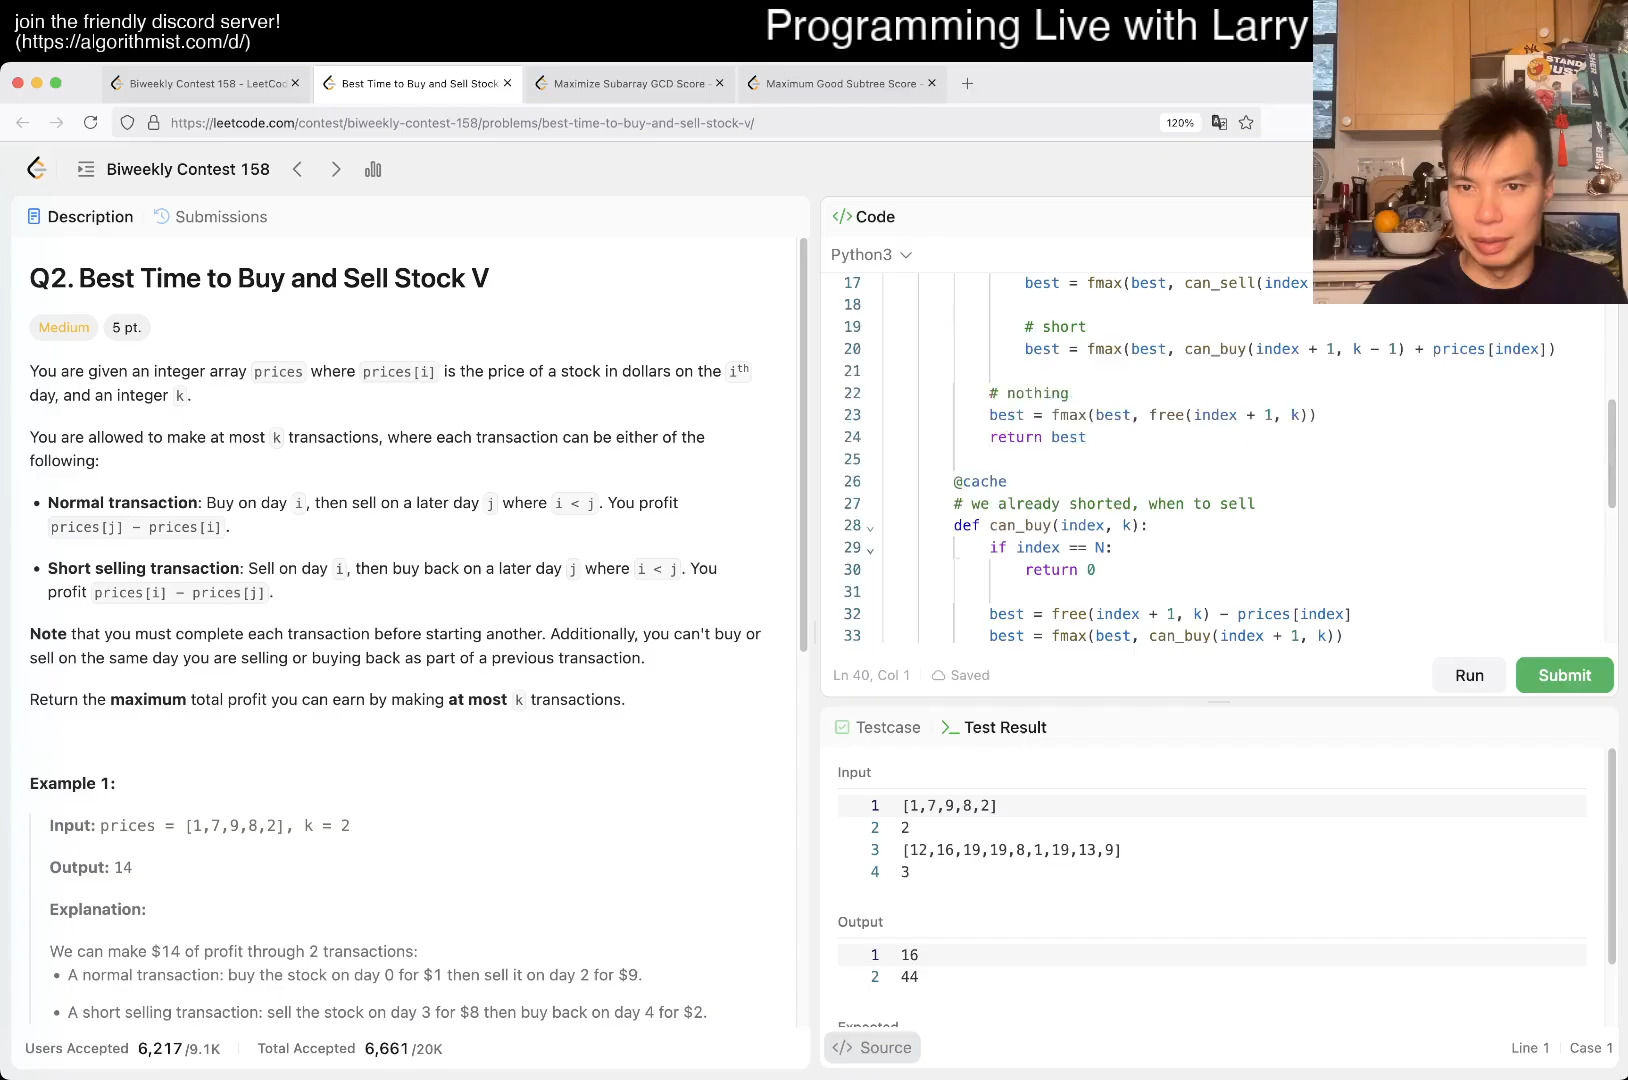 join the friendly discord server!
(https://algorithmist.com/d/)
Programming Live with Larry
Biweekly Contest 158 - LeetCod
Best Time to Buy and Sell Stock
Maximize Subarray GCD Score -
Maximum Good Subtree Score -
https://leetcode.com/contest/biweekly-contest-158/problems/best-time-to-buy-and-sell-stock-v/
120%
Biweekly Contest 158
Description
Submissions
Q2. Best Time to Buy and Sell Stock V
Medium
5 pt.
You are given an integer array prices where prices[i] is the price of a stock in dollars on the ith
day, and an integer k.
You are allowed to make at most k transactions, where each transaction can be either of the
following:
• Normal transaction: Buy on day i, then sell on a later day j where i < j. You profit
prices[j] - prices[i].
• Short selling transaction: Sell on day i, then buy back on a later day j where i < j. You
profit prices[i] - prices[j].
Note that you must complete each transaction before starting another. Additionally, you can't buy or
sell on the same day you are selling or buying back as part of a previous transaction.
Return the maximum total profit you can earn by making at most k transactions.
Example 1:
Input: prices = [1,7,9,8,2], k = 2
Output: 14
Explanation:
We can make $14 of profit through 2 transactions:
• A normal transaction: buy the stock on day 0 for $1 then sell it on day 2 for $9.
• A short selling transaction: sell the stock on day 3 for $8 then buy back on day 4 for $2.
Users Accepted 6,217/9.1K
Total Accepted 6,661/20K
</> Code
Python3
17 best = fmax(best, can_sell(index
18
19 # short
20 best = fmax(best, can_buy(index + 1, k - 1) + prices[index])
21
22 # nothing
23 best = fmax(best, free(index + 1, k))
24 return best
25
26 @cache
27 # we already shorted, when to sell
28 def can_buy(index, k):
29 if index == N:
30 return 0
31
32 best = free(index + 1, k) - prices[index]
33 best = fmax(best, can_buy(index + 1, k))
Ln 40, Col 1
Saved
Run
Submit
Testcase
>_ Test Result
Input
1 [1,7,9,8,2]
2 2
3 [12,16,19,19,8,1,19,13,9]
4 3
Output
1 16
2 44
Expected
</> Source
Line 1
Case 1